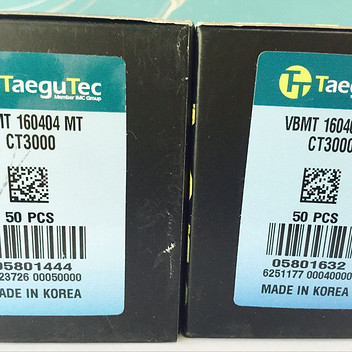 TaeguTec
Member IMC Group
MT 160404 MT
CT3000
50 PCS
05801444
23726 00050000
MADE IN KOREA
Taegu
VBMT 16040
CT3000
50 PCS
05801632
6251177 00040000
MADE IN KOREA